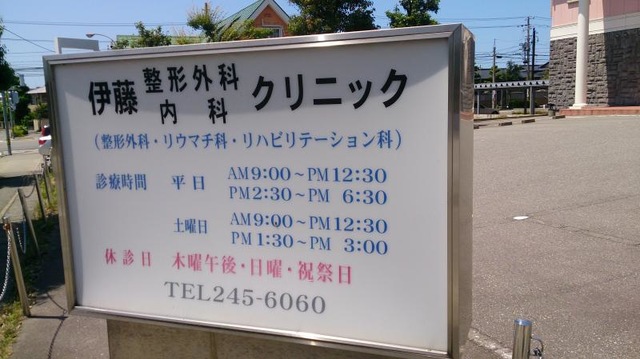 伊藤 整形外科 内科 クリニック
(整形外科・リウマチ科・リハビリテーション科)
診療時間 平日 AM9:00～PM12:30
PM2:30～PM 6:30
土曜日 AM9:00～PM12:30
PM1:30～PM 3:00
休診日 木曜午後・日曜・祝祭日
TEL245-6060